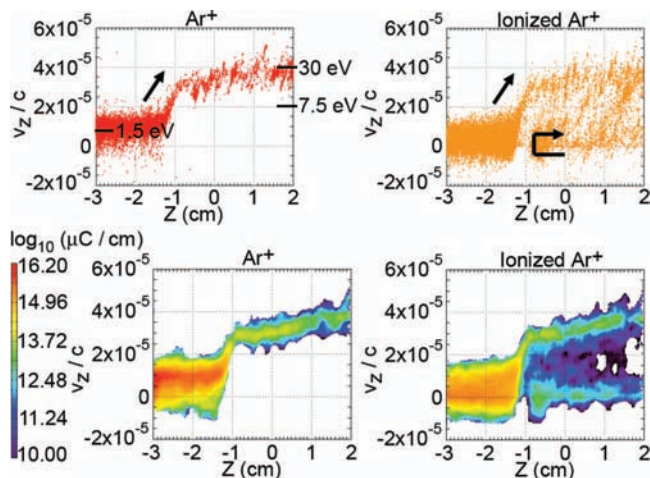 Ar+
Ionized Ar+
6x10-5
4x10-5
2x10-5
0
-2x10-5
vz / c
30 eV
7.5 eV
1.5 eV
-3 -2 -1 0 1 2
Z (cm)
6x10-5
4x10-5
2x10-5
0
-2x10-5
vz / c
-3 -2 -1 0 1 2
Z (cm)
log10 (μC / cm)
16.20
14.96
13.72
12.48
11.24
10.00
Ar+
6x10-5
4x10-5
2x10-5
0
-2x10-5
vz / c
-3 -2 -1 0 1 2
Z (cm)
Ionized Ar+
6x10-5
4x10-5
2x10-5
0
-2x10-5
vz / c
-3 -2 -1 0 1 2
Z (cm)